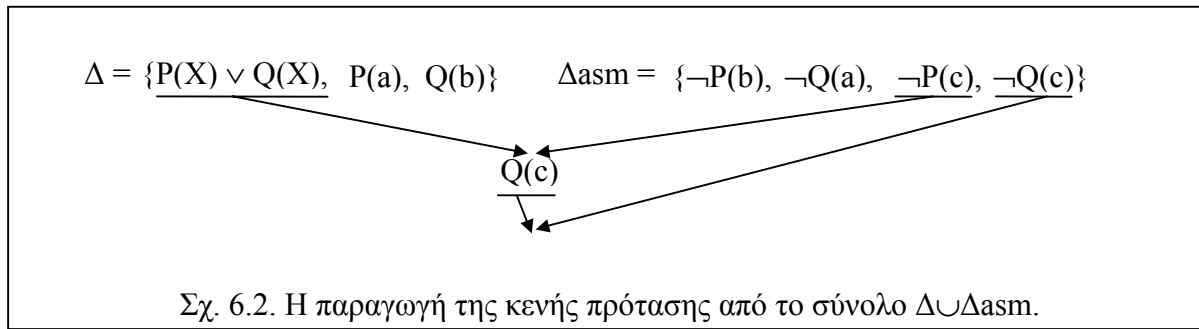 Δ = {P(X) ∨ Q(X), P(a), Q(b)} Δasm = {¬P(b), ¬Q(a), ¬P(c), ¬Q(c)}
Q(c)
Σχ. 6.2. Η παραγωγή της κενής πρότασης από το σύνολο Δ∪Δasm.